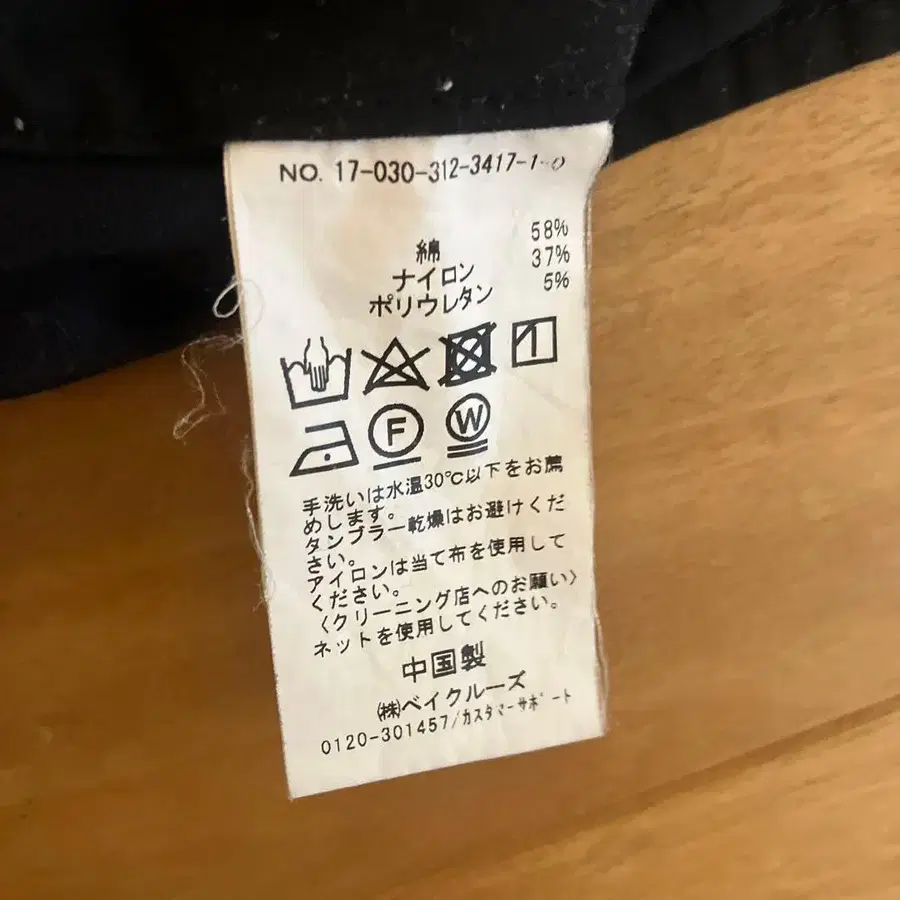 NO. 17-030-312-3417-1-0
綿 58%
ナイロン 37%
ポリウレタン 5%
F
W
手洗いは水温30℃以下をお薦
めします。
タンブラー乾燥はお避けくだ
さい。
アイロンは当て布を使用して
ください。
〈クリーニング店へのお願い〉
ネットを使用してください。
中国製
㈱ベイクルーズ
0120-301457/カスタマーサポート